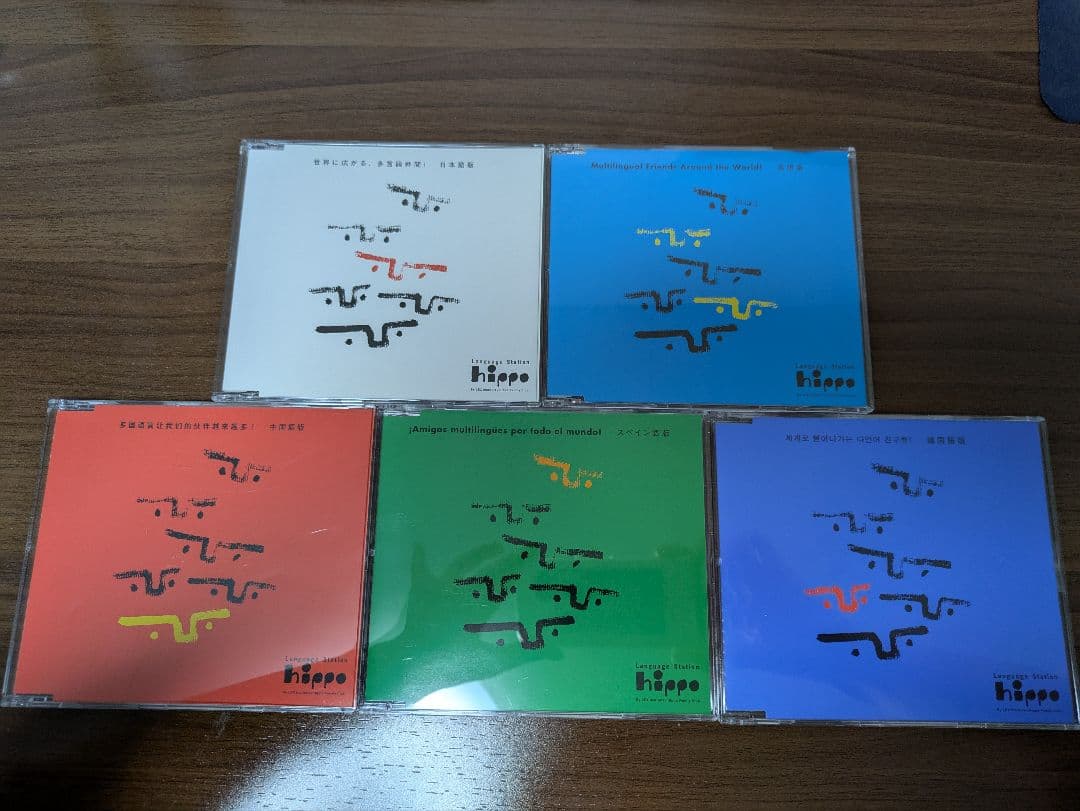 世界に広がる、多言語仲間！ 日本語版
Language Station
hippo
Multilingual Friends Around the World! 英語版
Language Station
hippo
多国语言让我们的伙伴越来越多！ 中国語版
Language Station
hippo
¡Amigos multilingües por todo el mundo! スペイン語版
Language Station
hippo
세계로 뻗어나가는 다언어 친구들! 韓国語版
Language Station
hippo